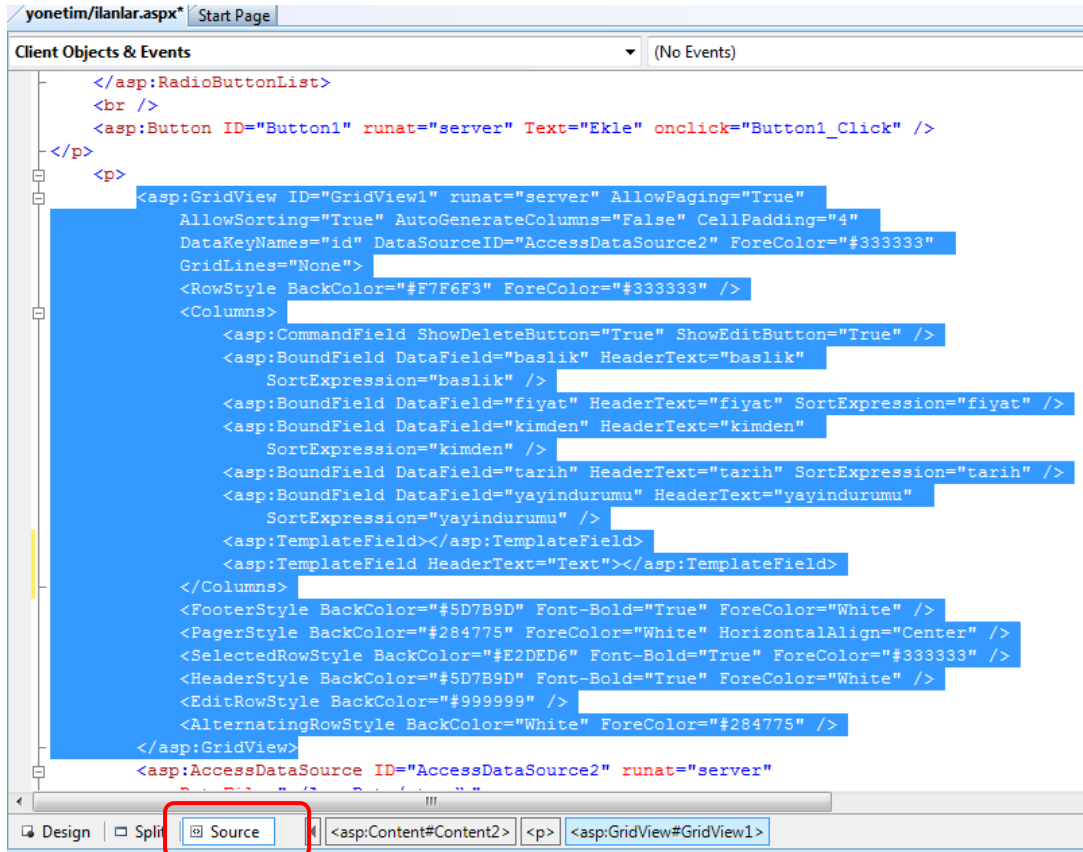 yonetim/ilanlar.aspx* Start Page
Client Objects & Events (No Events)
</asp:RadioButtonList>
<br />
<asp:Button ID="Button1" runat="server" Text="Ekle" onclick="Button1_Click" />
</p>
<p>
<asp:GridView ID="GridView1" runat="server" AllowPaging="True"
AllowSorting="True" AutoGenerateColumns="False" CellPadding="4"
DataKeyNames="id" DataSourceID="AccessDataSource2" ForeColor="#333333"
GridLines="None">
<RowStyle BackColor="#F7F6F3" ForeColor="#333333" />
<Columns>
<asp:CommandField ShowDeleteButton="True" ShowEditButton="True" />
<asp:BoundField DataField="baslik" HeaderText="baslik"
SortExpression="baslik" />
<asp:BoundField DataField="fiyat" HeaderText="fiyat" SortExpression="fiyat" />
<asp:BoundField DataField="kimden" HeaderText="kimden"
SortExpression="kimden" />
<asp:BoundField DataField="tarih" HeaderText="tarih" SortExpression="tarih" />
<asp:BoundField DataField="yayindurumu" HeaderText="yayindurumu"
SortExpression="yayindurumu" />
<asp:TemplateField></asp:TemplateField>
<asp:TemplateField HeaderText="Text"></asp:TemplateField>
</Columns>
<FooterStyle BackColor="#5D7B9D" Font-Bold="True" ForeColor="White" />
<PagerStyle BackColor="#284775" ForeColor="White" HorizontalAlign="Center" />
<SelectedRowStyle BackColor="#E2DED6" Font-Bold="True" ForeColor="#333333" />
<HeaderStyle BackColor="#5D7B9D" Font-Bold="True" ForeColor="White" />
<EditRowStyle BackColor="#999999" />
<AlternatingRowStyle BackColor="White" ForeColor="#284775" />
</asp:GridView>
<asp:AccessDataSource ID="AccessDataSource2" runat="server"
Design Split Source <asp:Content#Content2> <p> <asp:GridView#GridView1>